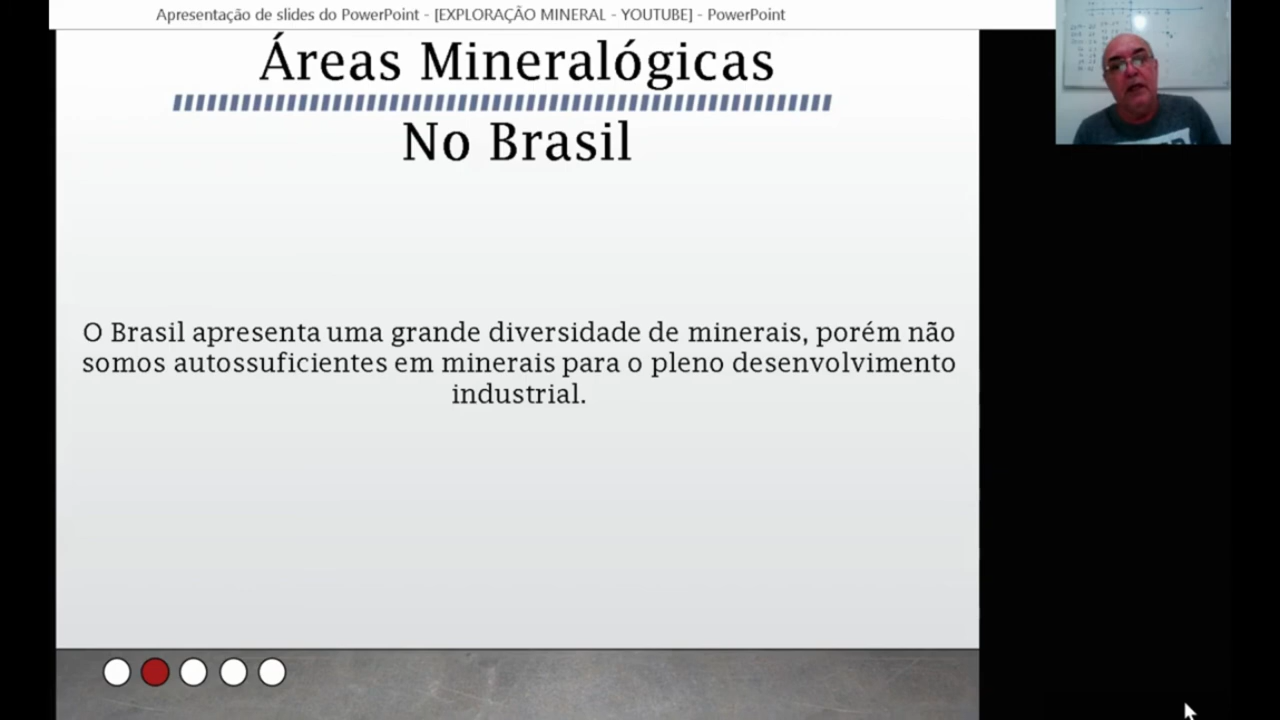 Apresentação de slides do PowerPoint - [EXPLORAÇÃO MINERAL - YOUTUBE] - PowerPoint
Áreas Mineralógicas
No Brasil
O Brasil apresenta uma grande diversidade de minerais, porém não
somos autossuficientes em minerais para o pleno desenvolvimento
industrial.